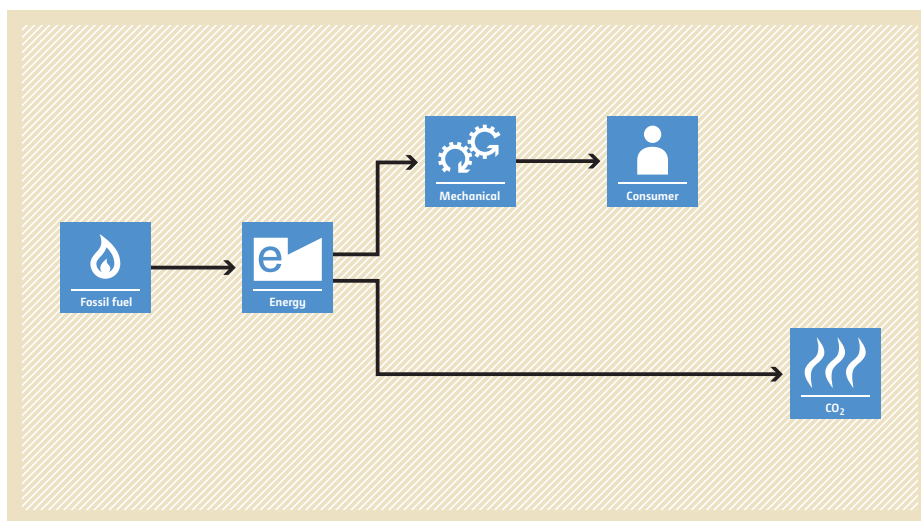 Mechanical
Consumer
Fossil fuel
e
Energy
CO₂